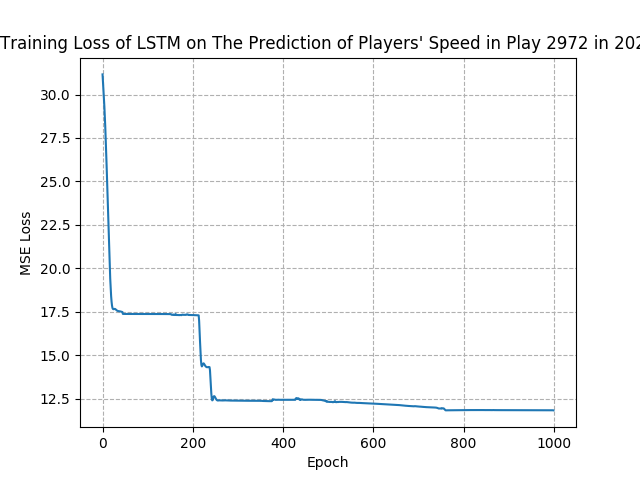 Training Loss of LSTM on The Prediction of Players' Speed in Play 2972 in 202
30.0
27.5
25.0
22.5
20.0
17.5
15.0
12.5
MSE Loss
0 200 400 600 800 1000
Epoch